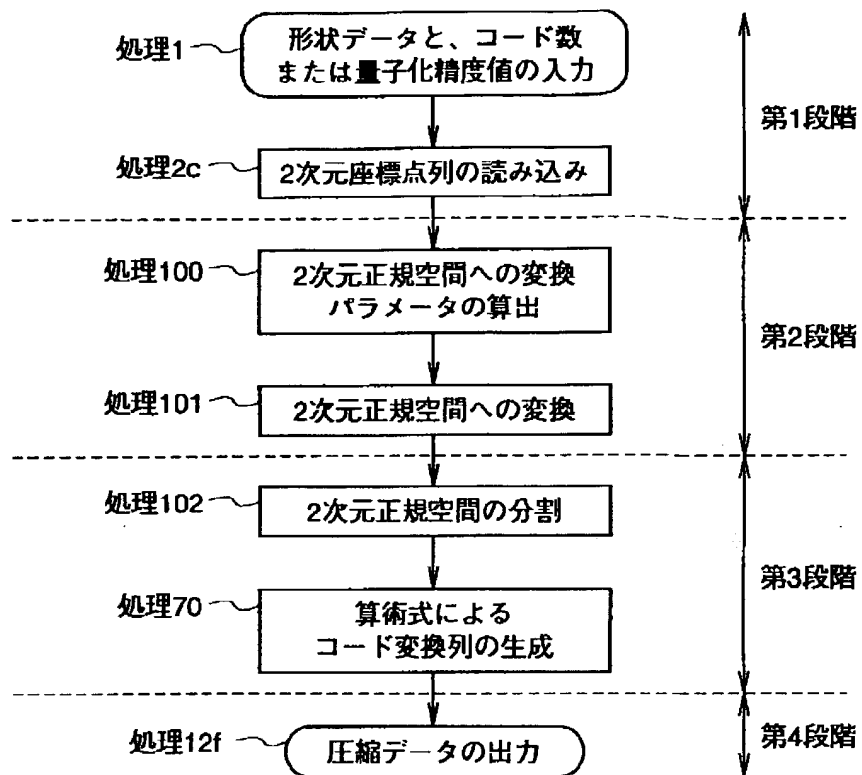 処理1
形状データと、コード数
または量子化精度値の入力
第1段階
処理2c
2次元座標点列の読み込み
処理100
2次元正規空間への変換
パラメータの算出
第2段階
処理101
2次元正規空間への変換
処理102
2次元正規空間の分割
第3段階
処理70
算術式による
コード変換列の生成
処理12f
圧縮データの出力
第4段階